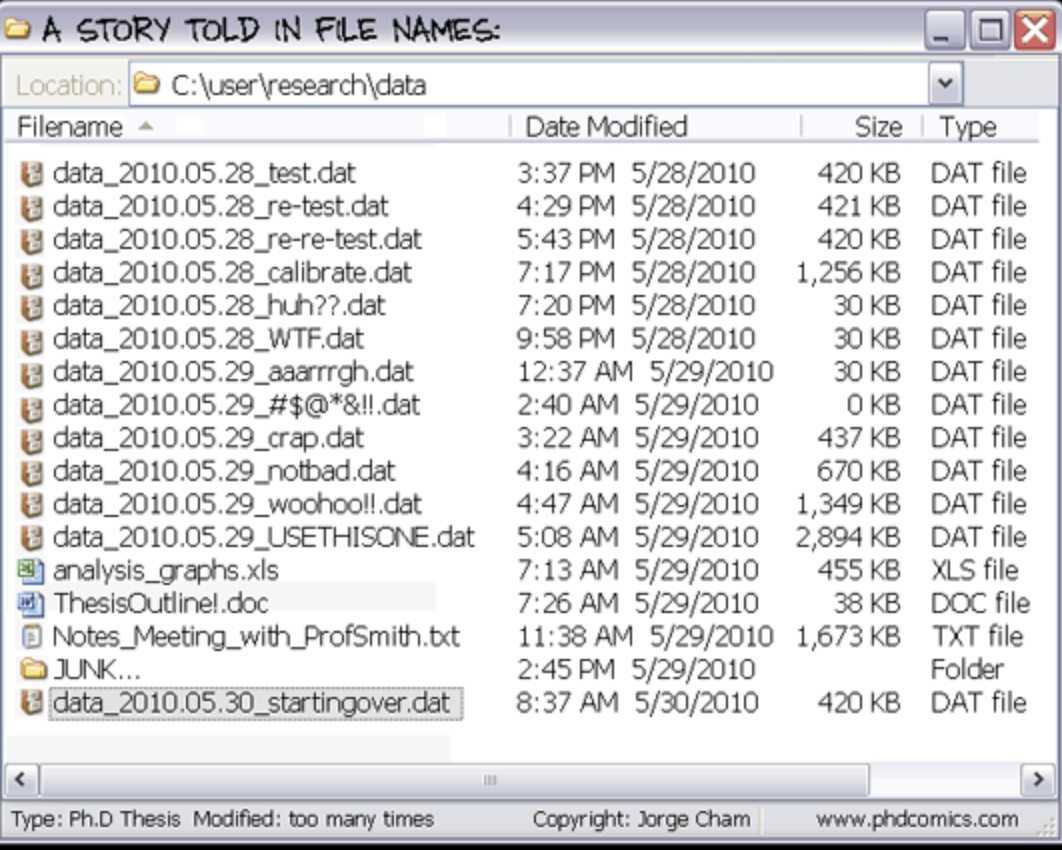 A STORY TOLD IN FILE NAMES:
Location: C:\user\research\data
Filename Date Modified Size Type
data_2010.05.28_test.dat 3:37 PM 5/28/2010 420 KB DAT file
data_2010.05.28_re-test.dat 4:29 PM 5/28/2010 421 KB DAT file
data_2010.05.28_re-re-test.dat 5:43 PM 5/28/2010 420 KB DAT file
data_2010.05.28_calibrate.dat 7:17 PM 5/28/2010 1,256 KB DAT file
data_2010.05.28_huh??.dat 7:20 PM 5/28/2010 30 KB DAT file
data_2010.05.28_WTF.dat 9:58 PM 5/28/2010 30 KB DAT file
data_2010.05.29_aaarrrgh.dat 12:37 AM 5/29/2010 30 KB DAT file
data_2010.05.29_#$@*&!!.dat 2:40 AM 5/29/2010 0 KB DAT file
data_2010.05.29_crap.dat 3:22 AM 5/29/2010 437 KB DAT file
data_2010.05.29_notbad.dat 4:16 AM 5/29/2010 670 KB DAT file
data_2010.05.29_woohoo!!.dat 4:47 AM 5/29/2010 1,349 KB DAT file
data_2010.05.29_USETHISONE.dat 5:08 AM 5/29/2010 2,894 KB DAT file
analysis_graphs.xls 7:13 AM 5/29/2010 455 KB XLS file
ThesisOutline!.doc 7:26 AM 5/29/2010 38 KB DOC file
Notes_Meeting_with_ProfSmith.txt 11:38 AM 5/29/2010 1,673 KB TXT file
JUNK... 2:45 PM 5/29/2010 Folder
data_2010.05.30_startingover.dat 8:37 AM 5/30/2010 420 KB DAT file
Type: Ph.D Thesis Modified: too many times Copyright: Jorge Cham www.phdcomics.com